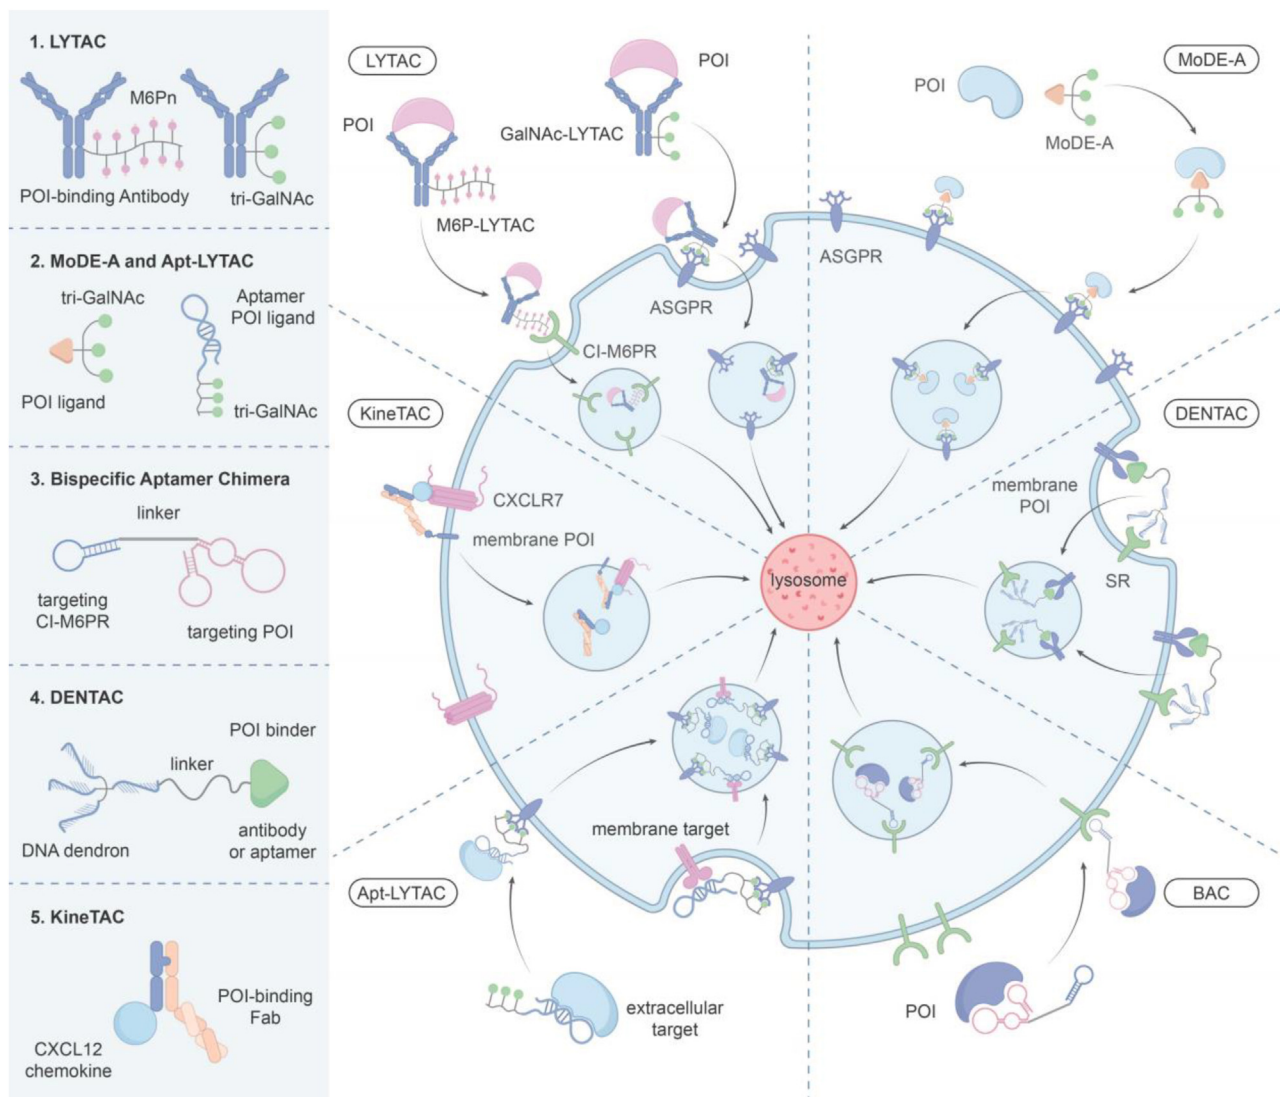 1. LYTAC
M6Pn
POI-binding Antibody
tri-GalNAc
2. MoDE-A and Apt-LYTAC
tri-GalNAc
Aptamer
POI ligand
POI ligand
tri-GalNAc
3. Bispecific Aptamer Chimera
linker
targeting
CI-M6PR
targeting POI
4. DENTAC
POI binder
linker
DNA dendron
antibody
or aptamer
5. KineTAC
POI-binding
Fab
CXCL12
chemokine
LYTAC
POI
POI
GalNAc-LYTAC
M6P-LYTAC
ASGPR
CI-M6PR
MoDE-A
POI
MoDE-A
ASGPR
KineTAC
CXCLR7
membrane POI
DENTAC
membrane
POI
SR
lysosome
Apt-LYTAC
membrane target
extracellular
target
BAC
POI